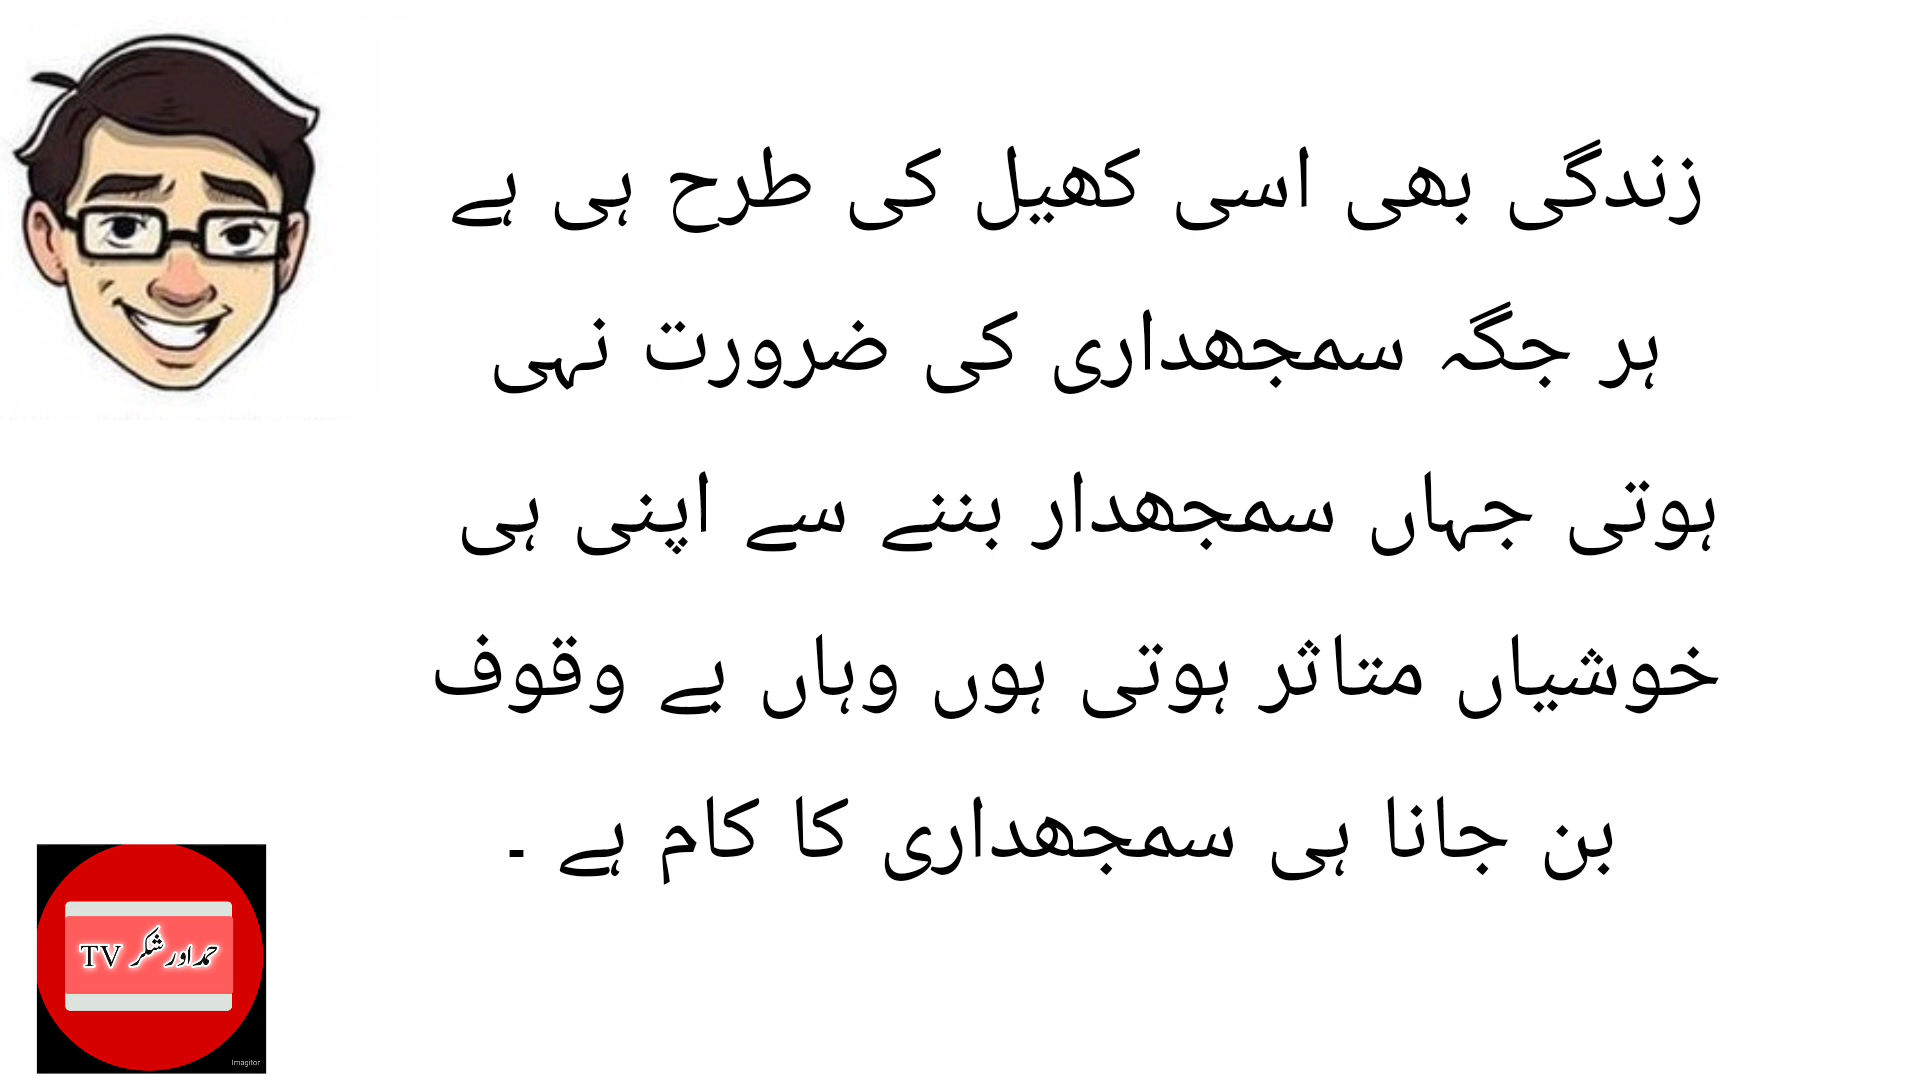 زندگی بھی اسی کھیل کی طرح ہی ہے
ہر جگہ سمجھداری کی ضرورت نہی
ہوتی جہاں سمجھدار بننے سے اپنی ہی
خوشیاں متاثر ہوتی ہوں وہاں بے وقوف
بن جانا ہی سمجھداری کا کام ہے ۔
حمد اور شکر TV
Imagitor